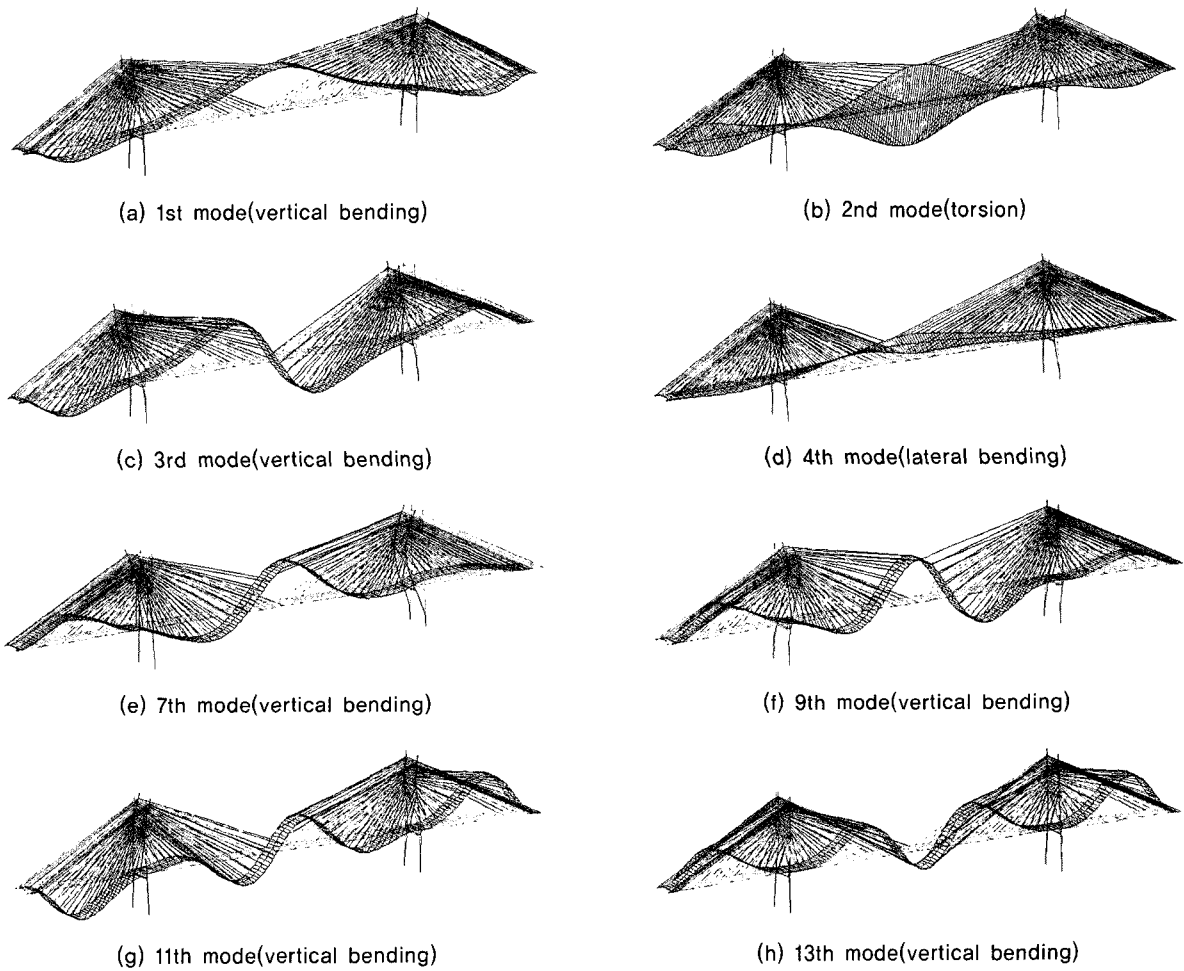 (a) 1st mode(vertical bending)
(b) 2nd mode(torsion)
(c) 3rd mode(vertical bending)
(d) 4th mode(lateral bending)
(e) 7th mode(vertical bending)
(f) 9th mode(vertical bending)
(g) 11th mode(vertical bending)
(h) 13th mode(vertical bending)